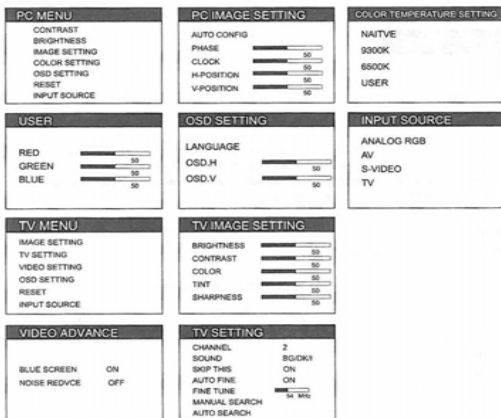 PC MENU
CONTRAST
BRIGHTNESS
IMAGE SETTING
COLOR SETTING
OSD SETTING
RESET
INPUT SOURCE
PC IMAGE SETTING
AUTO CONFIG
PHASE 50
CLOCK 50
H-POSITION 50
V-POSITION 50
COLOR TEMPERATURE SETTING
NAITVE
9300K
6500K
USER
USER
RED 50
GREEN 50
BLUE 50
OSD SETTING
LANGUAGE
OSD.H 50
OSD.V 50
INPUT SOURCE
ANALOG RGB
AV
S-VIDEO
TV
TV MENU
IMAGE SETTING
TV SETTING
VIDEO SETTING
OSD SETTING
RESET
INPUT SOURCE
TV IMAGE SETTING
BRIGHTNESS 50
CONTRAST 50
COLOR 50
TINT 50
SHARPNESS 50
VIDEO ADVANCE
BLUE SCREEN ON
NOISE REDVCE OFF
TV SETTING
CHANNEL 2
SOUND BG/DK/I
SKIP THIS ON
AUTO FINE ON
FINE TUNE 54 MHz
MANUAL SEARCH
AUTO SEARCH